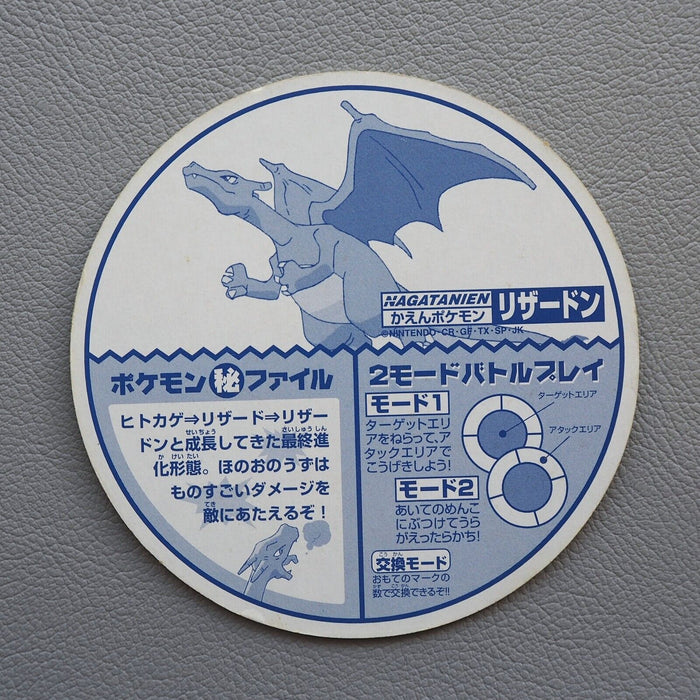 NAGATANIEN
かえんポケモン
リザードン
©NINTENDO・CR・GF・TX・SP・JK
ポケモン㊙ファイル
ヒトカゲ⇒リザード⇒リザー
ドンと成長してきた最終進
化形態。ほのおのうずは
ものすごいダメージを
敵にあたえるぞ！
2モードバトルプレイ
モード1
ターゲットエリ
アをねらって、ア
タックエリアで
こうげきしよう！
ターゲットエリア
アタックエリア
モード2
あいてのめんこ
にぶつけてうら
がえったらかち！
交換モード
おもてのマークの
数で交換できるぞ!!